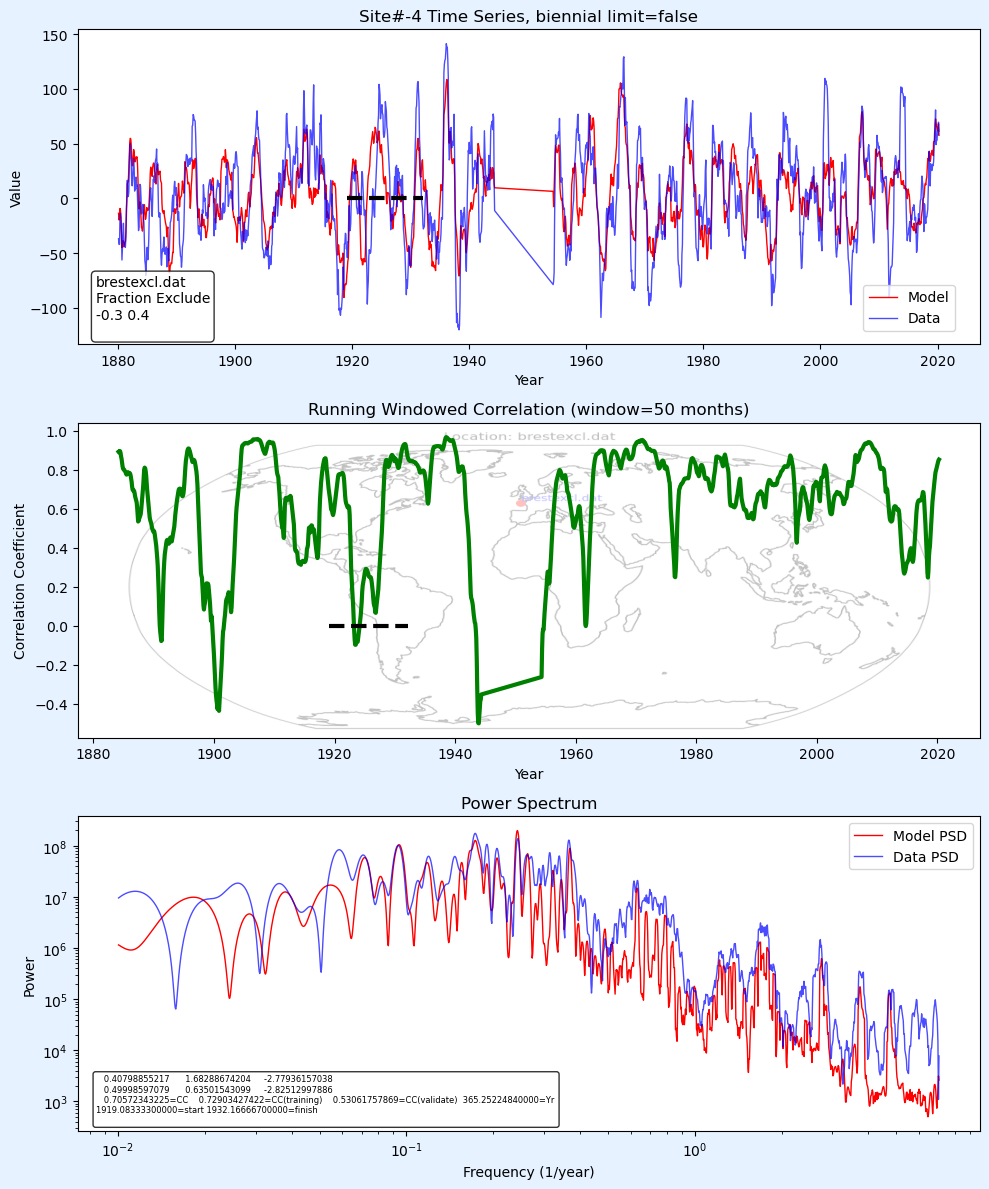 Site#-4 Time Series, biennial limit=false
150
100
50
0
−50
−100
Value
brestexcl.dat
Fraction Exclude
-0.3 0.4
Model
Data
1880 1900 1920 1940 1960 1980 2000 2020
Year
Running Windowed Correlation (window=50 months)
Location: brestexcl.dat
brestexcl.dat
1.0
0.8
0.6
0.4
0.2
0.0
−0.2
−0.4
Correlation Coefficient
1880 1900 1920 1940 1960 1980 2000 2020
Year
Power Spectrum
Model PSD
Data PSD
10⁸
10⁷
10⁶
10⁵
10⁴
10³
Power
0.40798855217 1.68288674204 -2.77936157038
0.49998597079 0.63501543099 -2.82512997886
0.70572343225=CC 0.72903427422=CC(training) 0.53061757869=CC(validate) 365.25224840000=Yr
1919.08333300000=start 1932.16666700000=finish
10⁻² 10⁻¹ 10⁰
Frequency (1/year)